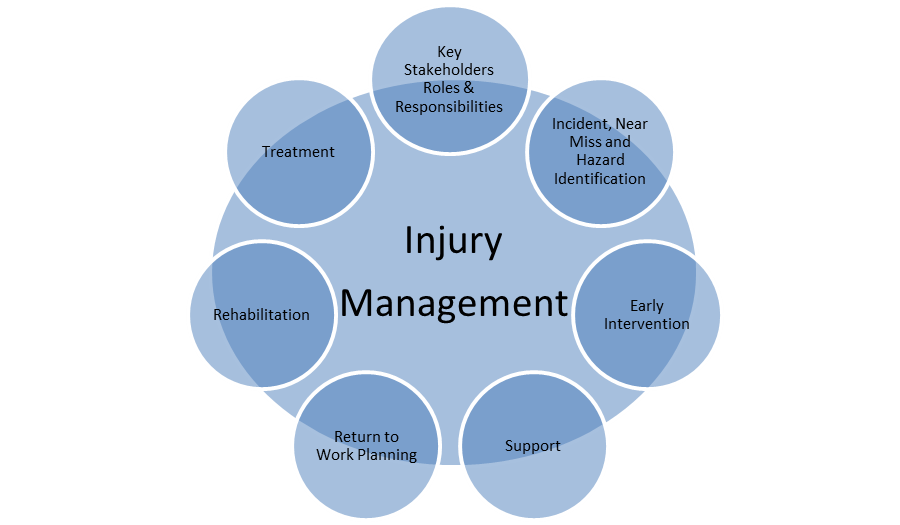 Key
Stakeholders
Roles &
Responsibilities
Incident, Near
Miss and
Hazard
Identification
Early
Intervention
Support
Return to
Work Planning
Rehabilitation
Treatment
Injury
Management